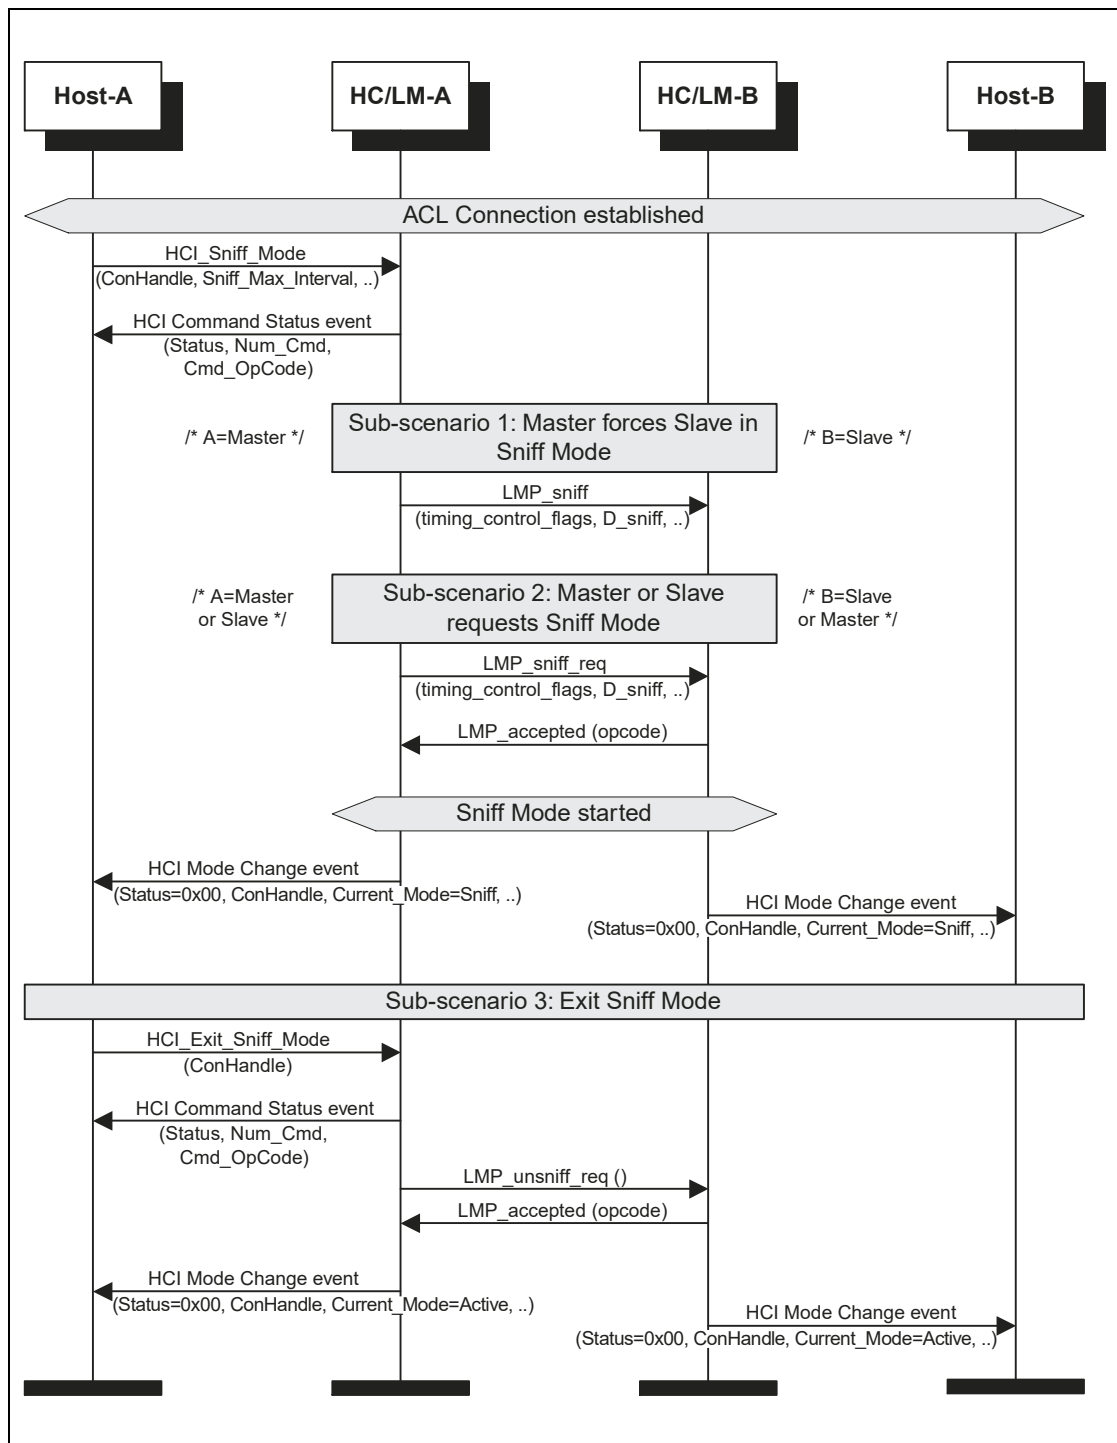 Host-A
HC/LM-A
HC/LM-B
Host-B
ACL Connection established
HCI_Sniff_Mode
(ConHandle, Sniff_Max_Interval, ..)
HCI Command Status event
(Status, Num_Cmd,
Cmd_OpCode)
/* A=Master */
Sub-scenario 1: Master forces Slave in
Sniff Mode
/* B=Slave */
LMP_sniff
(timing_control_flags, D_sniff, ..)
/* A=Master
or Slave */
Sub-scenario 2: Master or Slave
requests Sniff Mode
/* B=Slave
or Master */
LMP_sniff_req
(timing_control_flags, D_sniff, ..)
LMP_accepted (opcode)
Sniff Mode started
HCI Mode Change event
(Status=0x00, ConHandle, Current_Mode=Sniff, ..)
HCI Mode Change event
(Status=0x00, ConHandle, Current_Mode=Sniff, ..)
Sub-scenario 3: Exit Sniff Mode
HCI_Exit_Sniff_Mode
(ConHandle)
HCI Command Status event
(Status, Num_Cmd,
Cmd_OpCode)
LMP_unsniff_req ()
LMP_accepted (opcode)
HCI Mode Change event
(Status=0x00, ConHandle, Current_Mode=Active, ..)
HCI Mode Change event
(Status=0x00, ConHandle, Current_Mode=Active, ..)